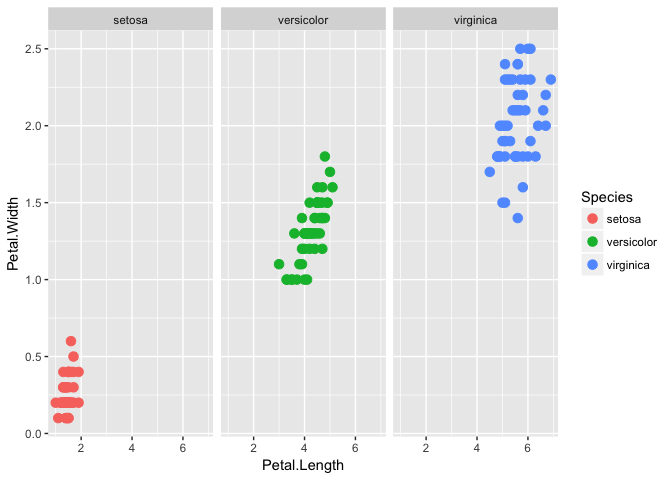 setosa
versicolor
virginica
2.5
2.0
1.5
1.0
0.5
0.0
Petal.Width
2 4 6
2 4 6
2 4 6
Petal.Length
Species
setosa
versicolor
virginica